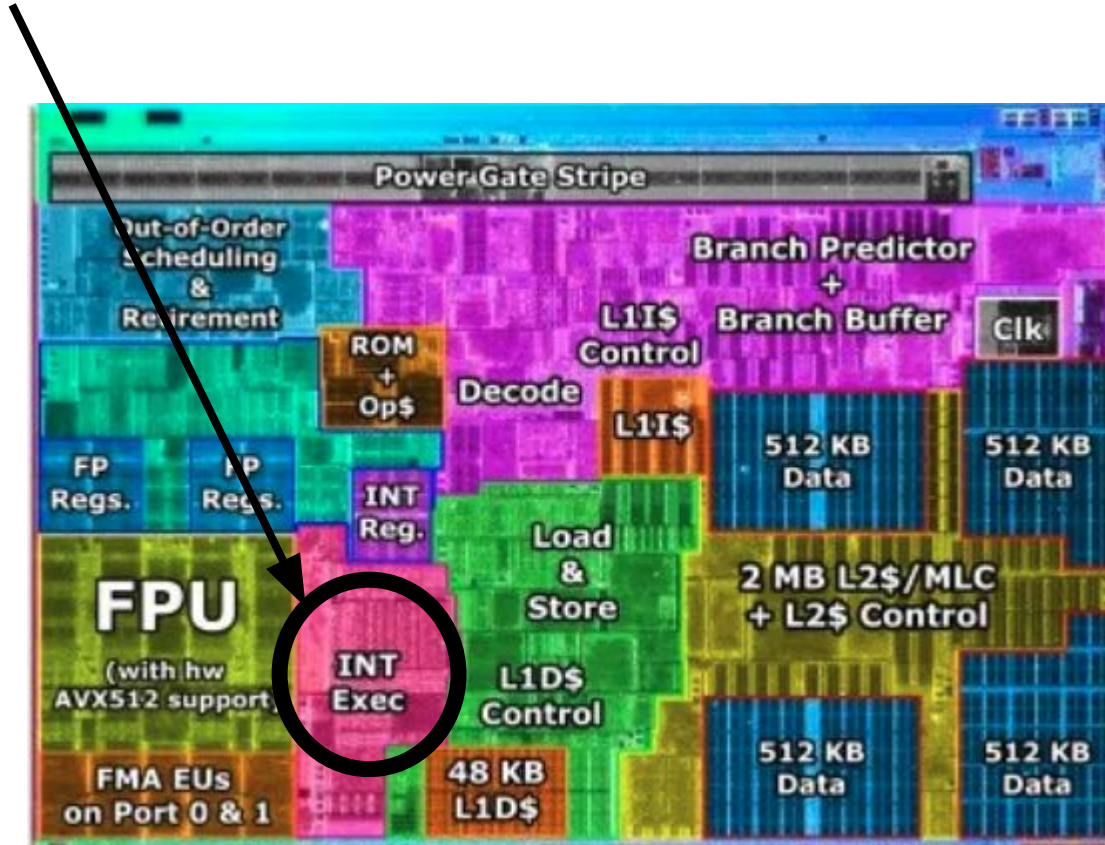 Power Gate Stripe
Out-of-Order
Scheduling
&
Retirement
Branch Predictor
+
Branch Buffer
Clk
L1I$
Control
ROM
+
Op$
Decode
L1I$
512 KB
Data
512 KB
Data
FP
Regs.
FP
Regs.
INT
Reg.
Load
&
Store
2 MB L2$/MLC
+ L2$ Control
FPU
(with hw
AVX512 support)
INT
Exec
L1D$
Control
FMA EUs
on Port 0 & 1
48 KB
L1D$
512 KB
Data
512 KB
Data